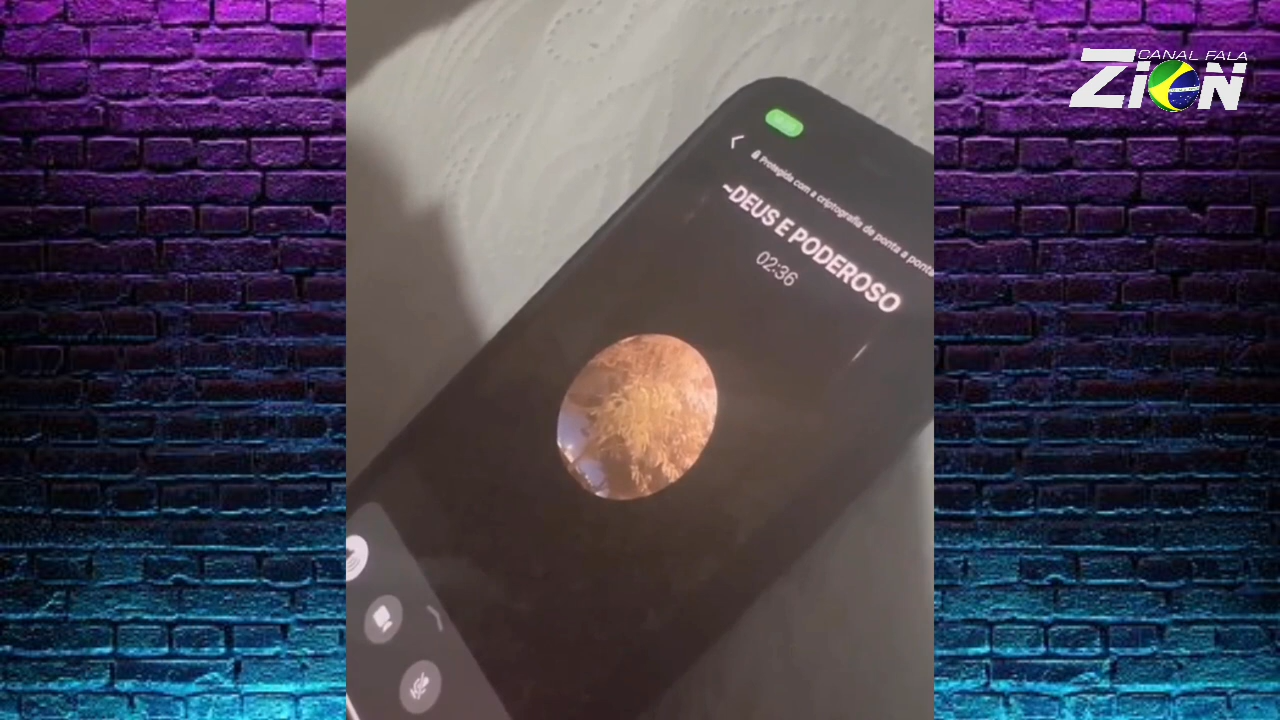 CANAL FALA
ZION
Protegida com a criptografia de ponta a ponta
~DEUS E PODEROSO
02:36